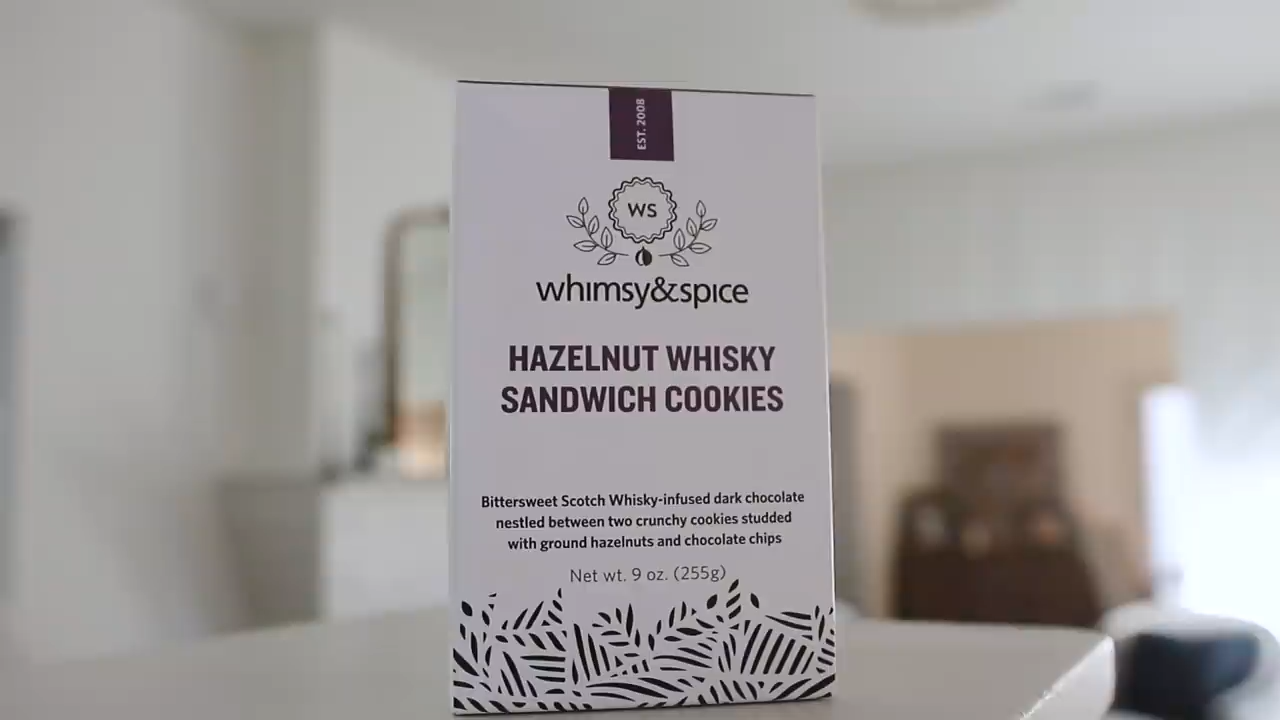 EST. 2008
WS
whimsy&spice
HAZELNUT WHISKY
SANDWICH COOKIES
Bittersweet Scotch Whisky-infused dark chocolate
nestled between two crunchy cookies studded
with ground hazelnuts and chocolate chips
Net wt. 9 oz. (255g)